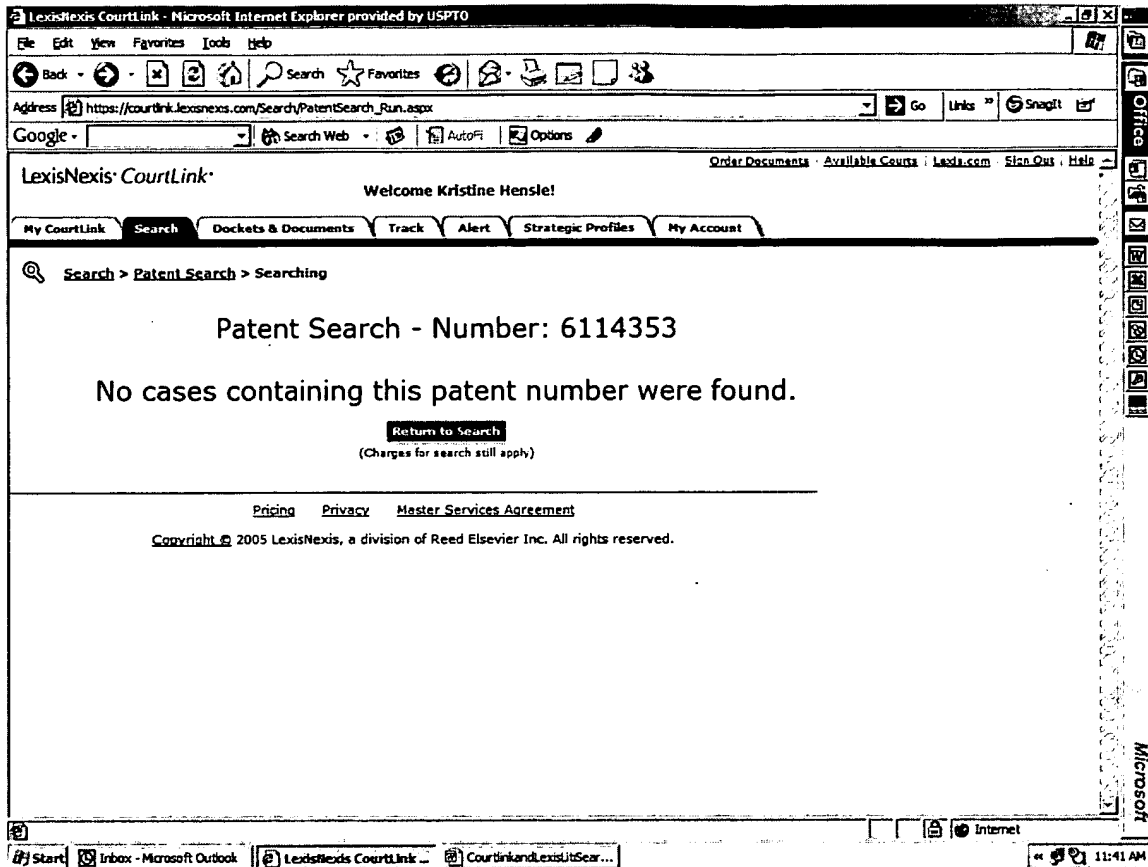 LexisNexis CourtLink - Microsoft Internet Explorer provided by USPTO
File Edit View Favorites Tools Help
Back Search Favorites
Address https://courtlink.lexisnexis.com/Search/PatentSearch_Run.aspx Go Links » SnagIt
Google - Search Web AutoFi Options
Order Documents Available Courts Lexis.com Sign Out Help
LexisNexis CourtLink
Welcome Kristine Hensle!
My CourtLink Search Dockets & Documents Track Alert Strategic Profiles My Account
Search > Patent Search > Searching
Patent Search - Number: 6114353
No cases containing this patent number were found.
Return to Search
(Charges for search still apply)
Pricing Privacy Master Services Agreement
Copyright © 2005 LexisNexis, a division of Reed Elsevier Inc. All rights reserved.
Internet
Start Inbox - Microsoft Outlook LexisNexis CourtLink ... CourtlinkandLexisLitSear... « 11:41 AM
Office
Microsoft